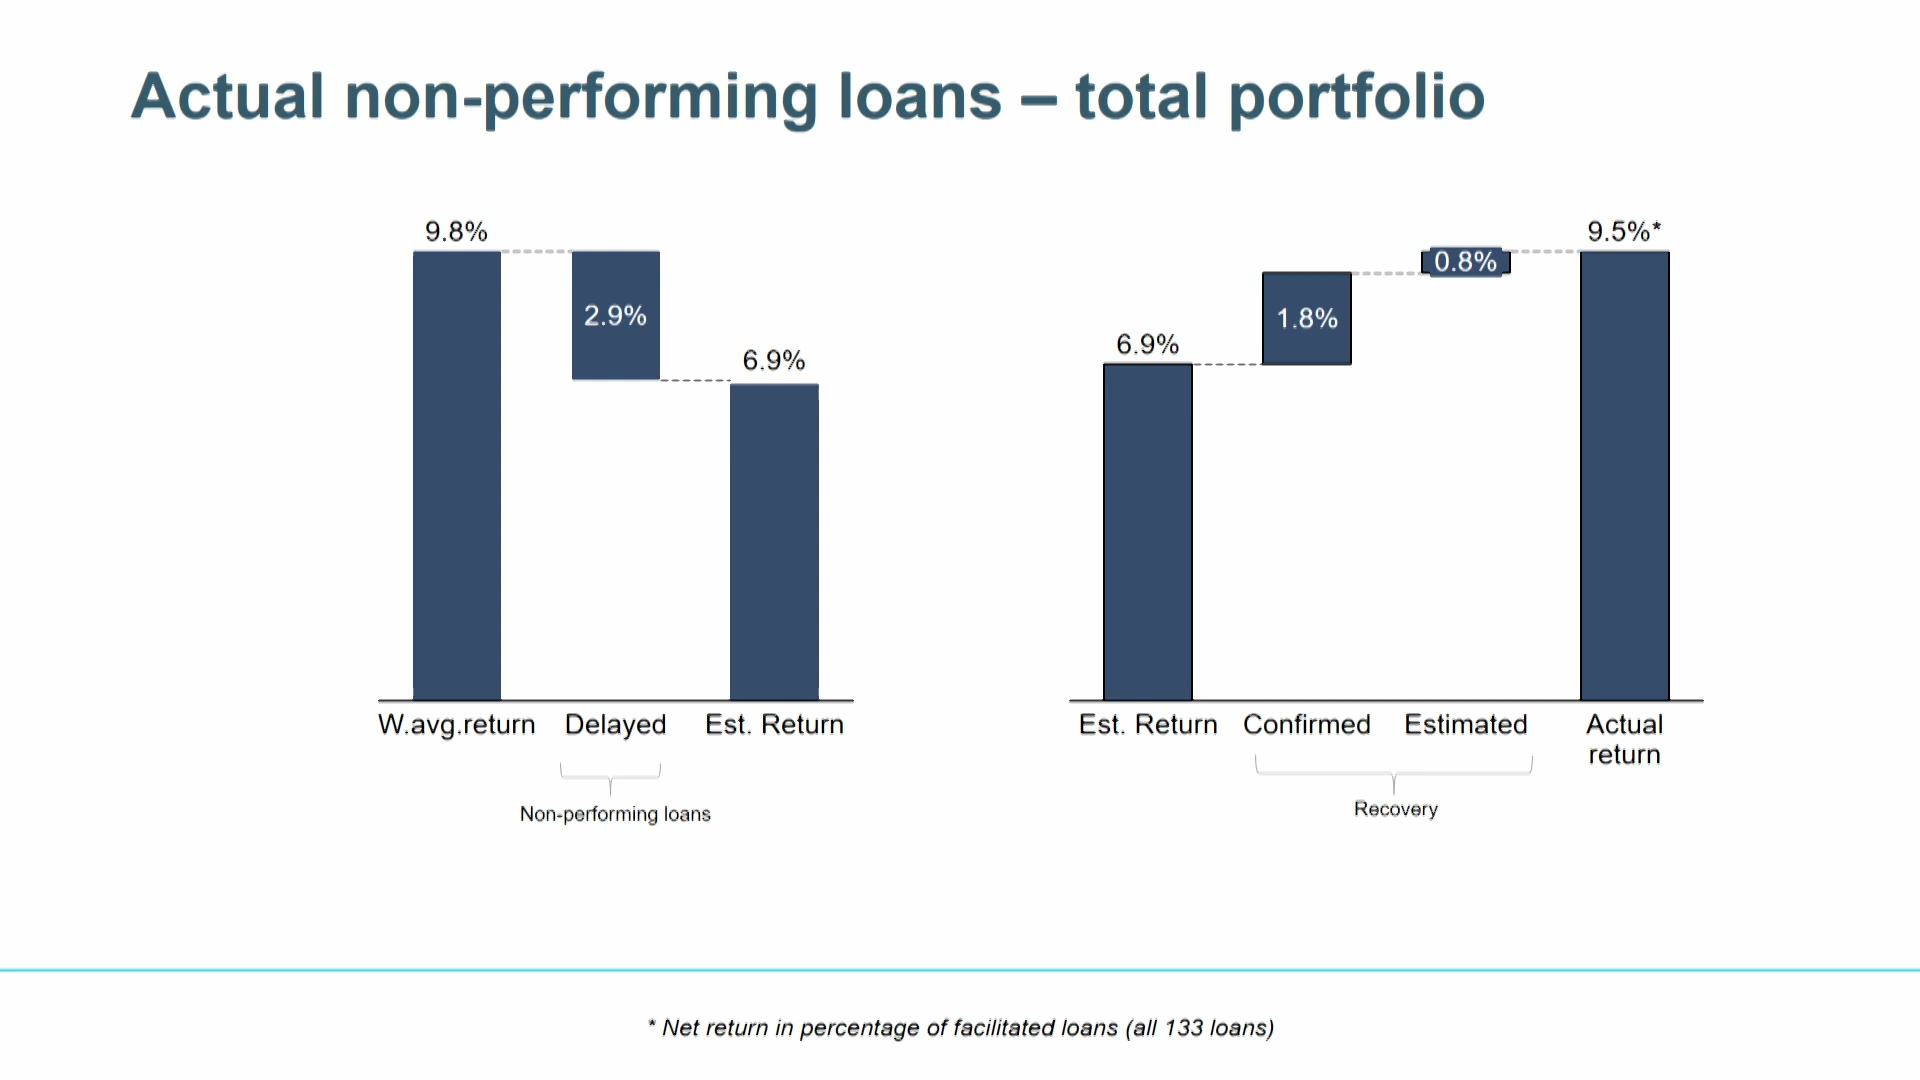 Actual non-performing loans – total portfolio
9.8%
2.9%
6.9%
W.avg.return Delayed Est. Return
Non-performing loans
6.9%
1.8%
0.8%
9.5%*
Est. Return Confirmed Estimated Actual
return
Recovery
* Net return in percentage of facilitated loans (all 133 loans)